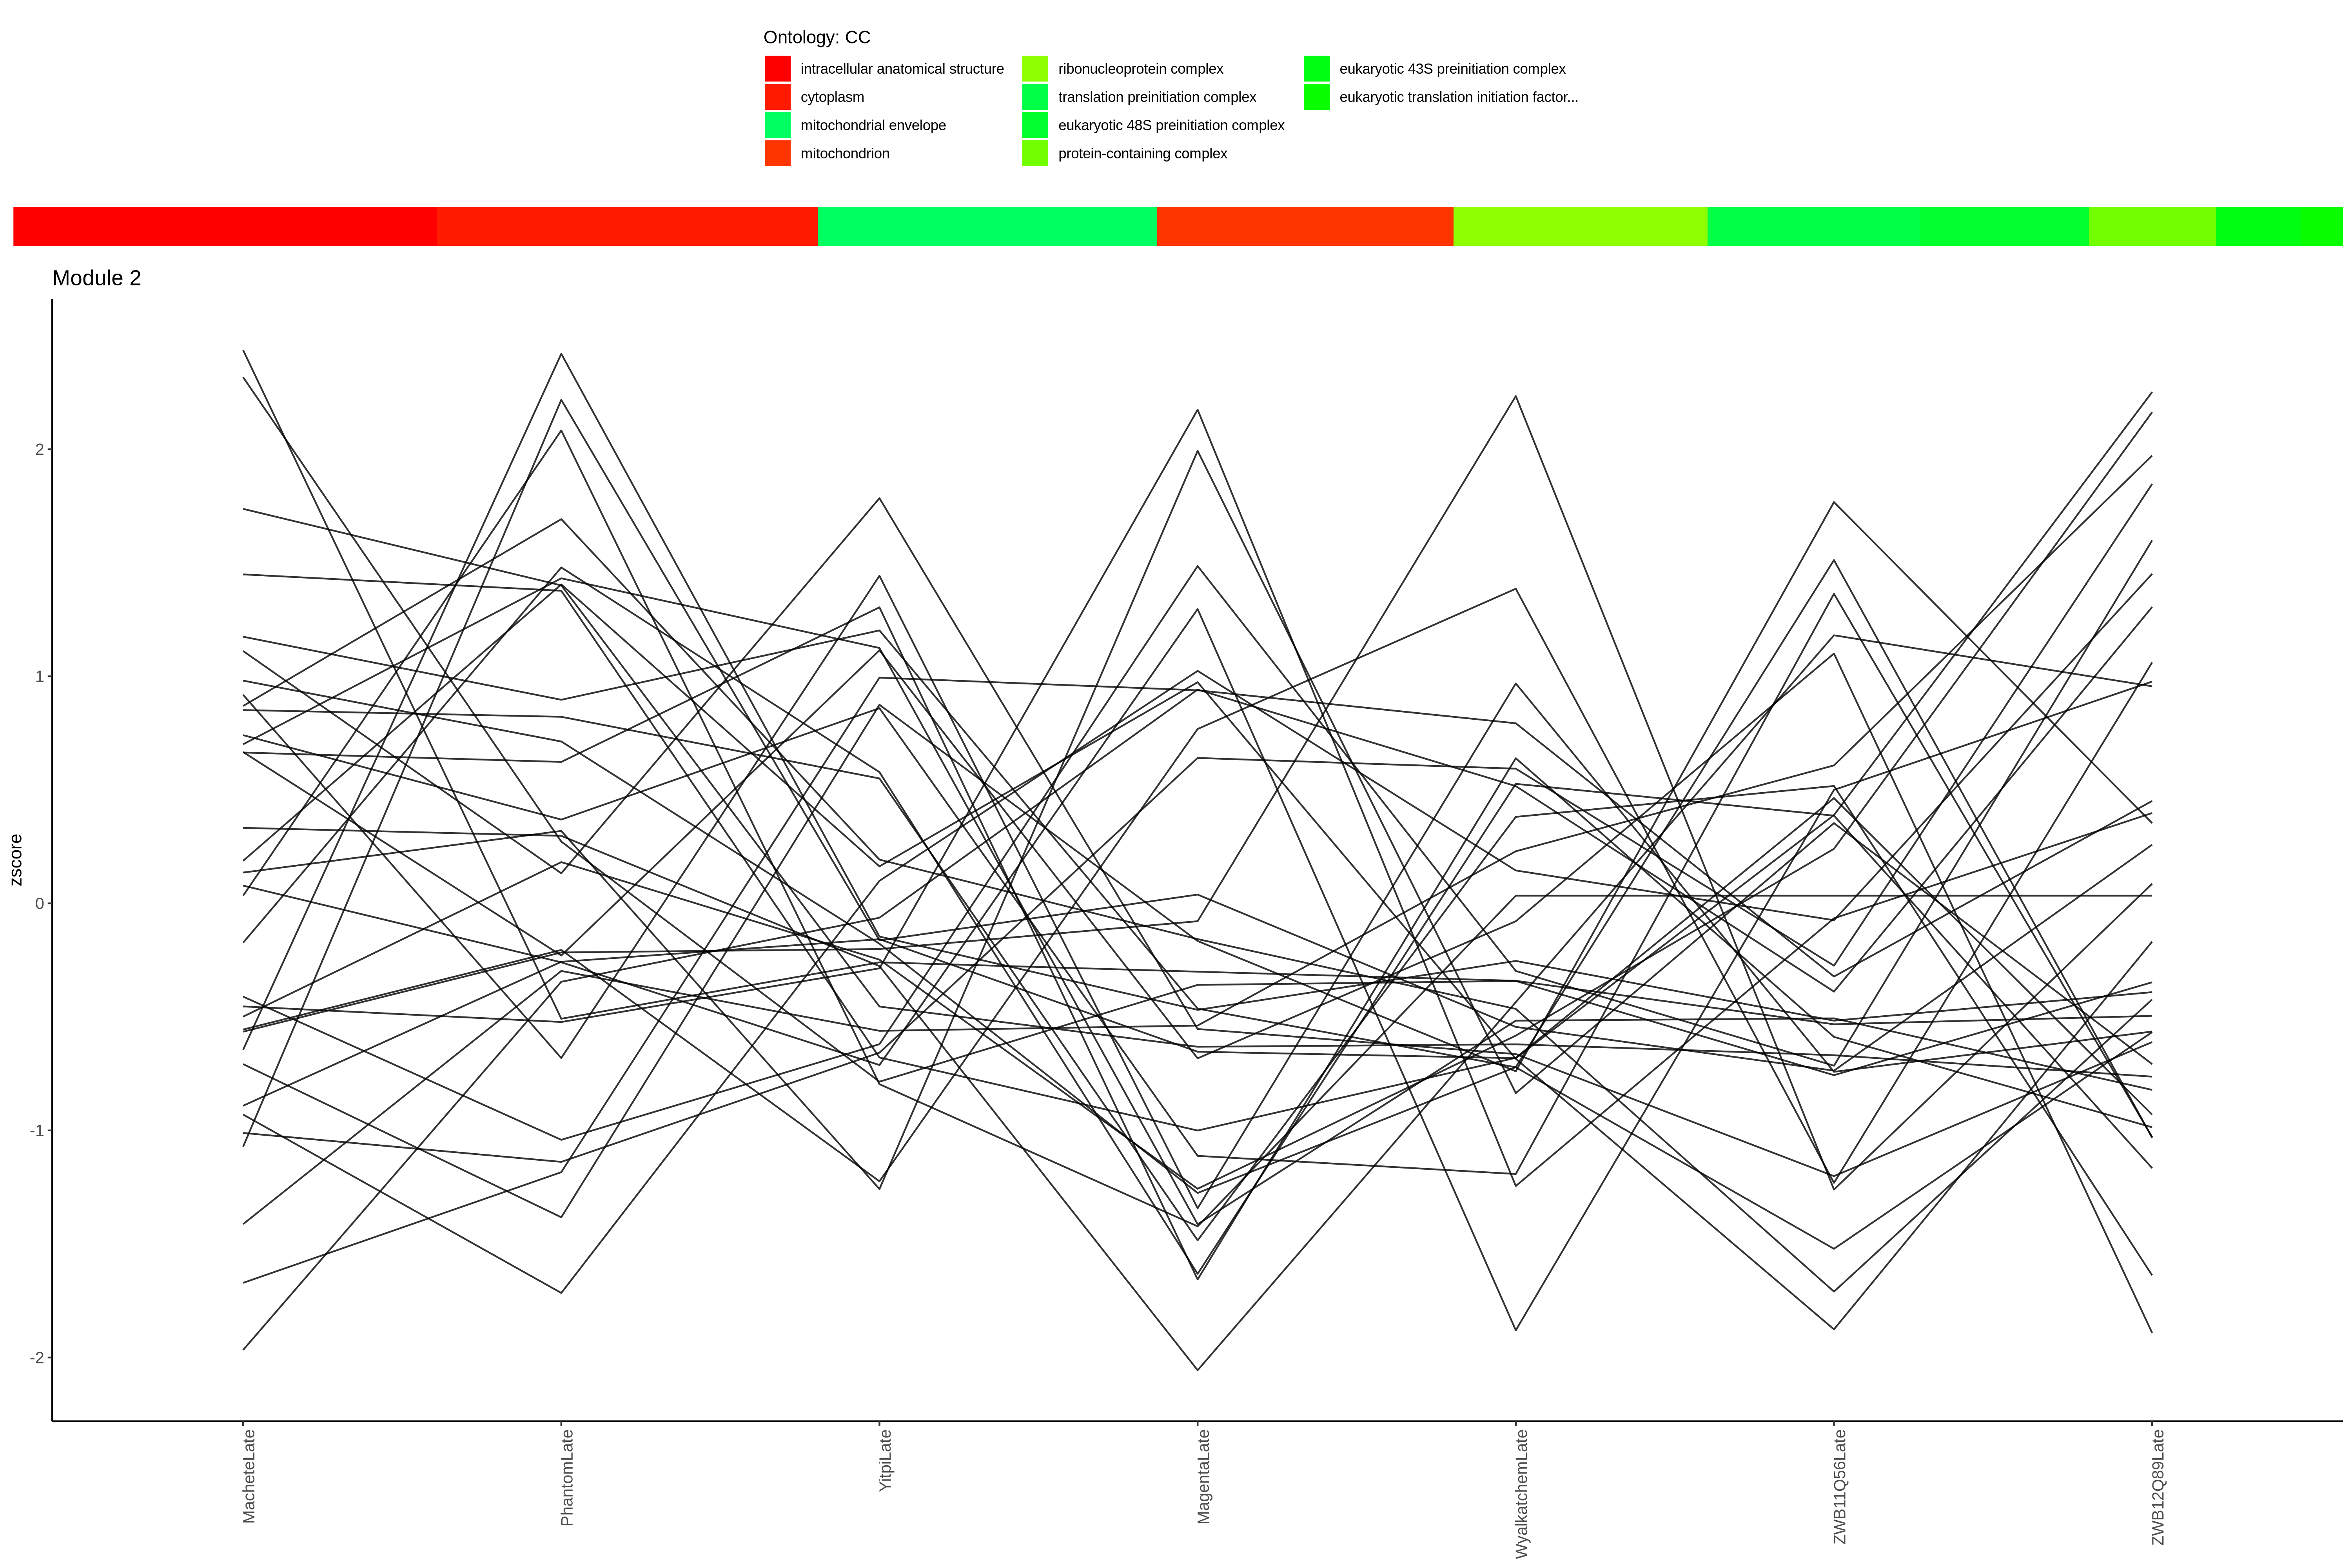 Ontology: CC
intracellular anatomical structure
cytoplasm
mitochondrial envelope
mitochondrion
ribonucleoprotein complex
translation preinitiation complex
eukaryotic 48S preinitiation complex
protein-containing complex
eukaryotic 43S preinitiation complex
eukaryotic translation initiation factor...
Module 2
zscore
2
1
0
-1
-2
MacheteLate
PhantomLate
YitpiLate
MagentaLate
WyalkatchemLate
ZWB11Q56Late
ZWB12Q89Late